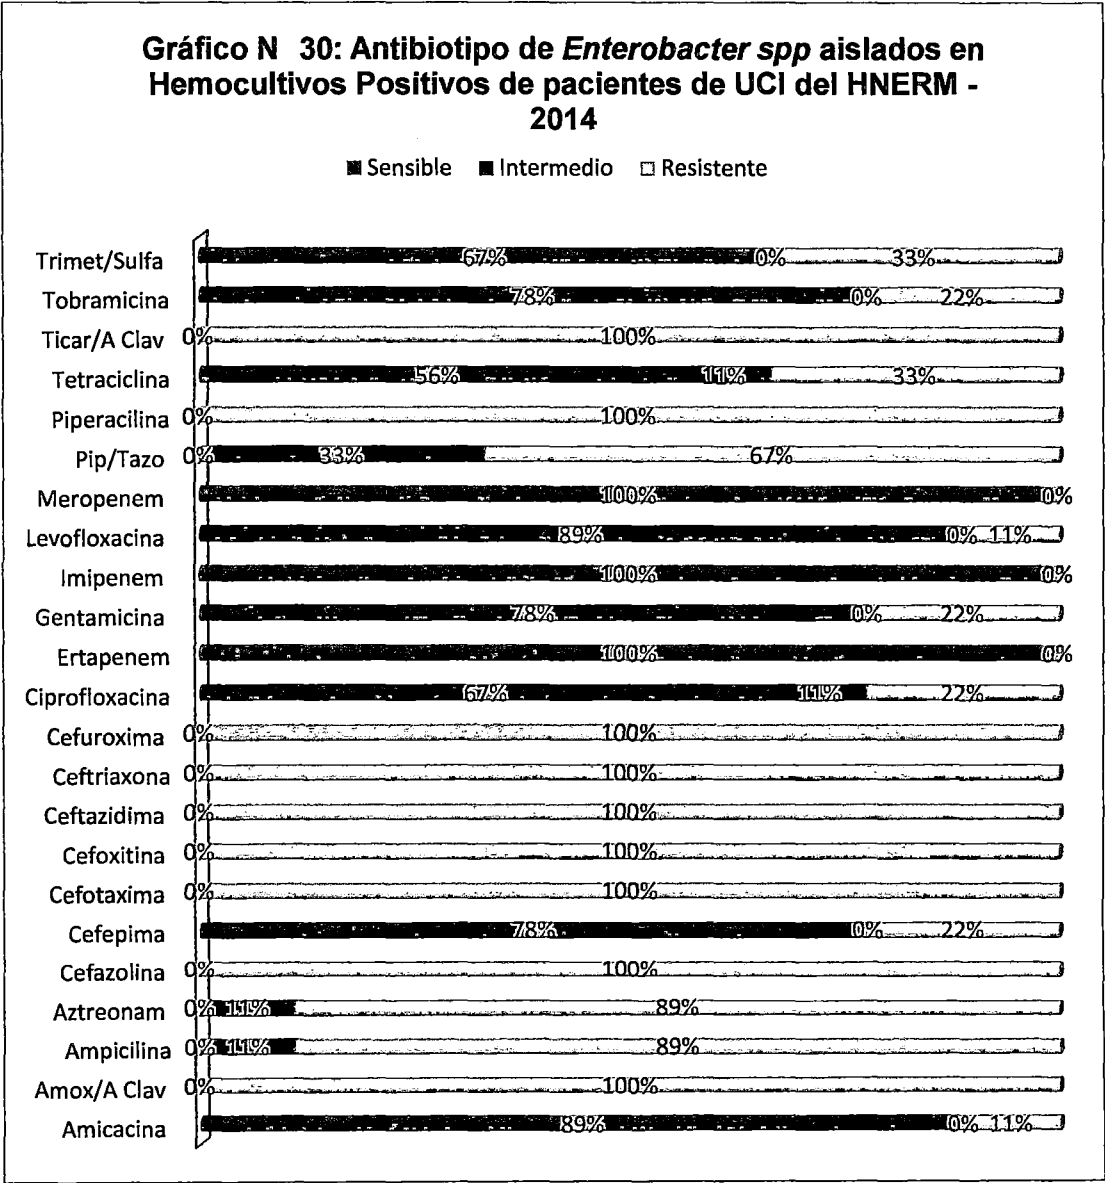 Gráfico N 30: Antibiotipo de Enterobacter spp aislados en
Hemocultivos Positivos de pacientes de UCI del HNERM -
2014
Sensible Intermedio Resistente
Trimet/Sulfa 67% 0% 33%
Tobramicina 78% 0% 22%
Ticar/A Clav 0% 100%
Tetraciclina 56% 11% 33%
Piperacilina 0% 100%
Pip/Tazo 0% 33% 67%
Meropenem 100% 0%
Levofloxacina 89% 0% 11%
Imipenem 100% 0%
Gentamicina 78% 0% 22%
Ertapenem 100% 0%
Ciprofloxacina 67% 11% 22%
Cefuroxima 0% 100%
Ceftriaxona 0% 100%
Ceftazidima 0% 100%
Cefoxitina 0% 100%
Cefotaxima 0% 100%
Cefepima 78% 0% 22%
Cefazolina 0% 100%
Aztreonam 0% 11% 89%
Ampicilina 0% 11% 89%
Amox/A Clav 0% 100%
Amicacina 89% 0% 11%